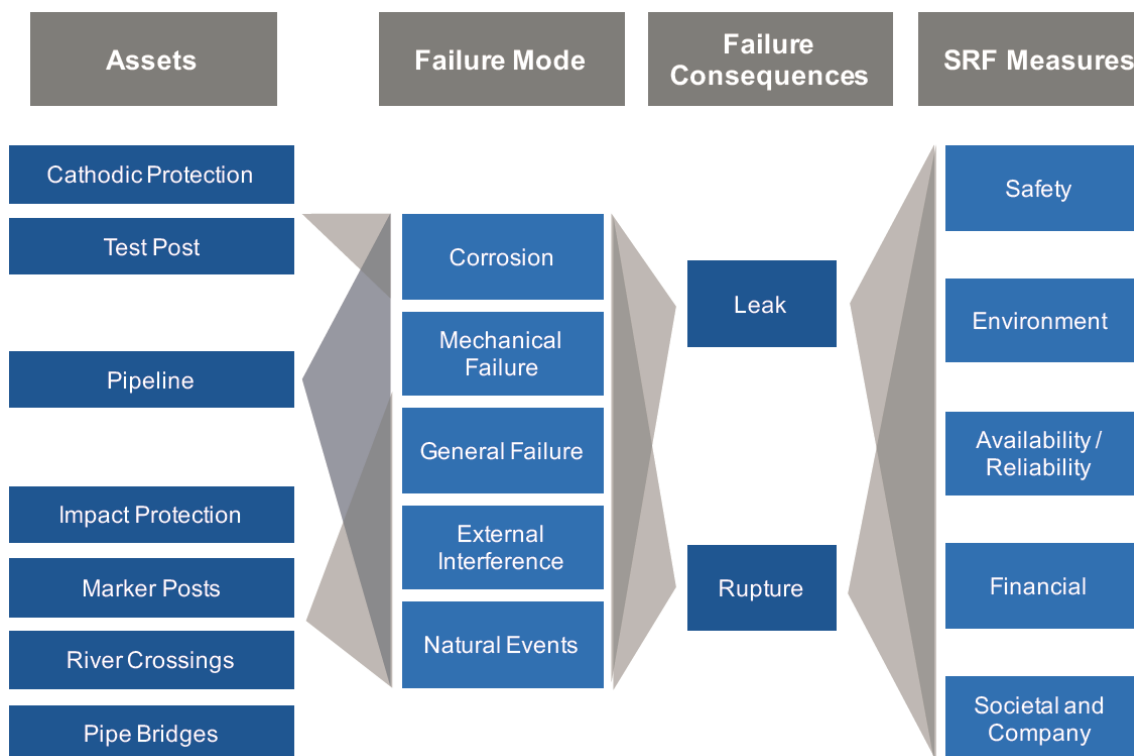 Assets
Failure Mode
Failure
Consequences
SRF Measures
Cathodic Protection
Test Post
Pipeline
Impact Protection
Marker Posts
River Crossings
Pipe Bridges
Corrosion
Mechanical
Failure
General Failure
External
Interference
Natural Events
Leak
Rupture
Safety
Environment
Availability /
Reliability
Financial
Societal and
Company